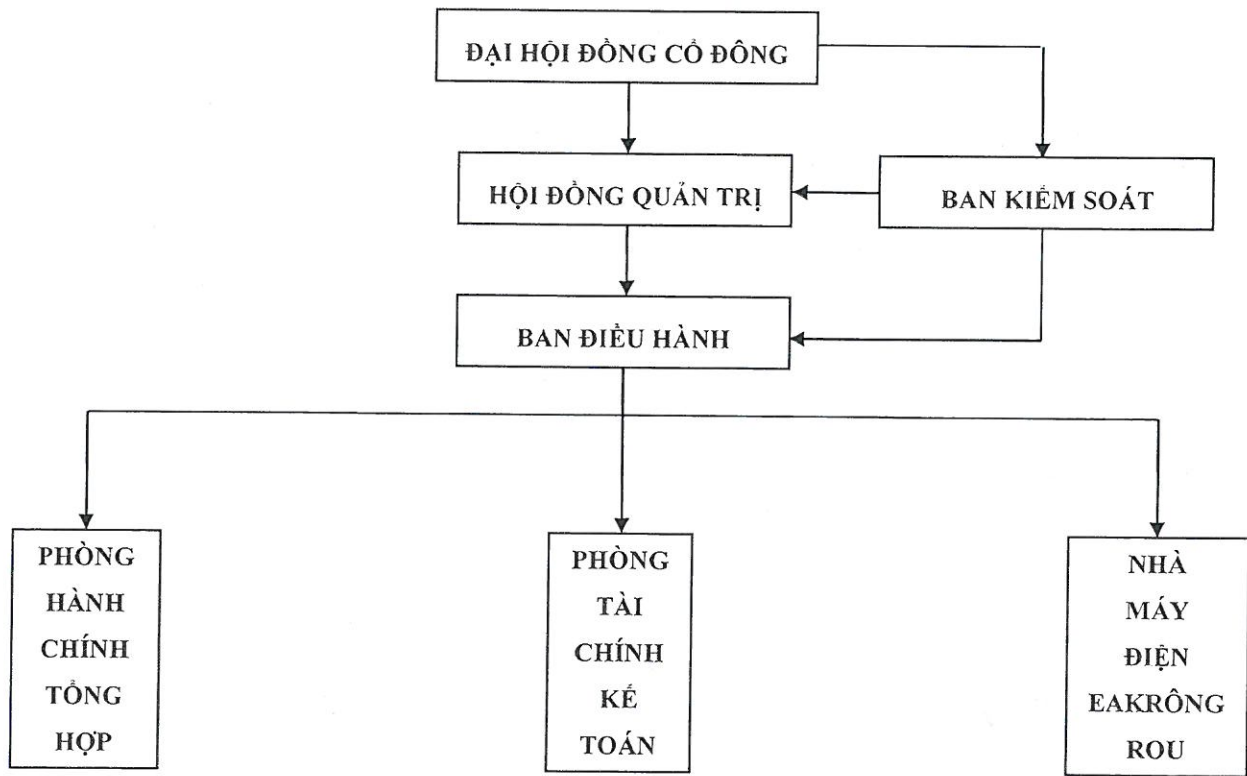 ĐẠI HỘI ĐỒNG CỔ ĐÔNG
HỘI ĐỒNG QUẢN TRỊ
BAN KIỂM SOÁT
BAN ĐIỀU HÀNH
PHÒNG
HÀNH
CHÍNH
TỔNG
HỢP
PHÒNG
TÀI
CHÍNH
KẾ
TOÁN
NHÀ
MÁY
ĐIỆN
EAKRÔNG
ROU